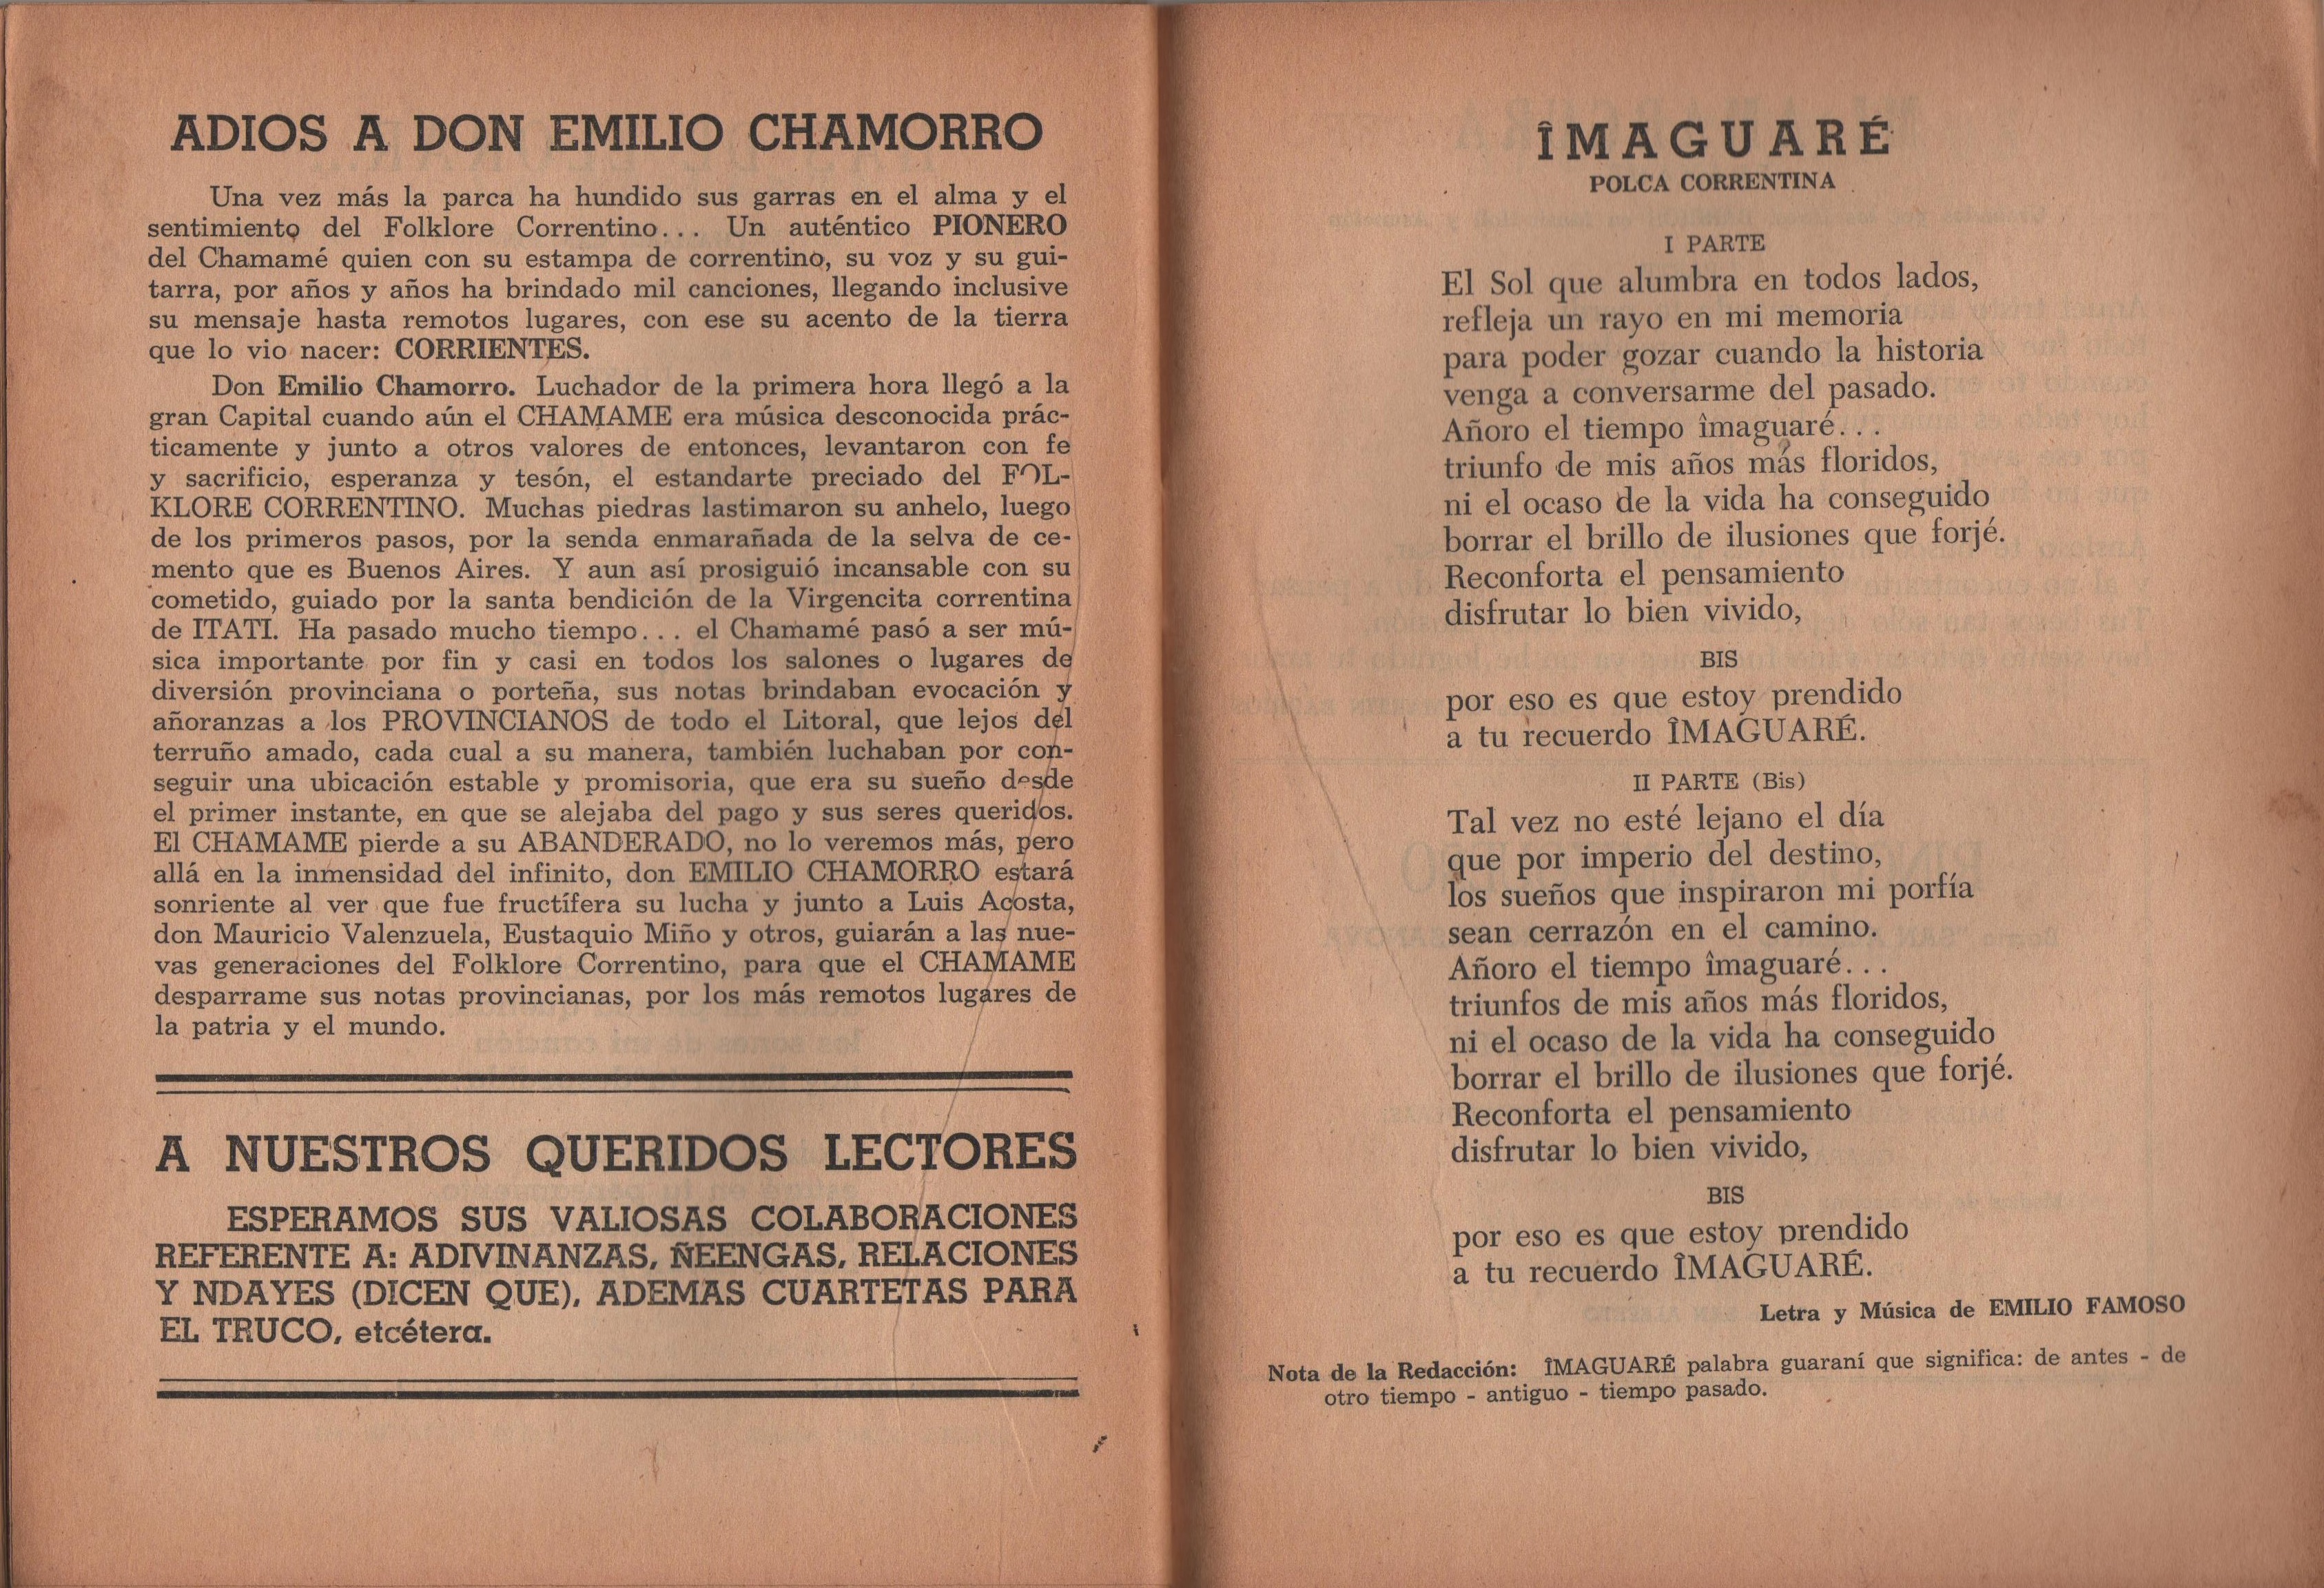 ADIOS A DON EMILIO CHAMORRO
Una vez más la parca ha hundido sus garras en el alma y el
sentimiento del Folklore Correntino... Un auténtico PIONERO
del Chamamé quien con su estampa de correntino, su voz y su gui-
tarra, por años y años ha brindado mil canciones, llegando inclusive
su mensaje hasta remotos lugares, con ese su acento de la tierra
que lo vio nacer: CORRIENTES.
Don Emilio Chamorro. Luchador de la primera hora llegó a la
gran Capital cuando aún el CHAMAME era música desconocida prác-
ticamente y junto a otros valores de entonces, levantaron con fe
y sacrificio, esperanza y tesón, el estandarte preciado del FOL-
KLORE CORRENTINO. Muchas piedras lastimaron su anhelo, luego
de los primeros pasos, por la senda enmarañada de la selva de ce-
mento que es Buenos Aires. Y aun así prosiguió incansable con su
cometido, guiado por la santa bendición de la Virgencita correntina
de ITATI. Ha pasado mucho tiempo... el Chamamé pasó a ser mú-
sica importante por fin y casi en todos los salones o lugares de
diversión provinciana o porteña, sus notas brindaban evocación y
añoranzas a los PROVINCIANOS de todo el Litoral, que lejos del
terruño amado, cada cual a su manera, también luchaban por con-
seguir una ubicación estable y promisoria, que era su sueño desde
el primer instante, en que se alejaba del pago y sus seres queridos.
El CHAMAME pierde a su ABANDERADO, no lo veremos más, pero
allá en la inmensidad del infinito, don EMILIO CHAMORRO estará
sonriente al ver que fue fructífera su lucha y junto a Luis Acosta,
don Mauricio Valenzuela, Eustaquio Miño y otros, guiarán a las nue-
vas generaciones del Folklore Correntino, para que el CHAMAME
desparrame sus notas provincianas, por los más remotos lugares de
la patria y el mundo.
A NUESTROS QUERIDOS LECTORES
ESPERAMOS SUS VALIOSAS COLABORACIONES
REFERENTE A: ADIVINANZAS, ÑEENGAS, RELACIONES
Y NDAYES (DICEN QUE), ADEMAS CUARTETAS PARA
EL TRUCO, etcétera.
ÎMAGUARÉ
POLCA CORRENTINA
I PARTE
El Sol que alumbra en todos lados,
refleja un rayo en mi memoria
para poder gozar cuando la historia
venga a conversarme del pasado.
Añoro el tiempo îmaguaré...
triunfo de mis años más floridos,
ni el ocaso de la vida ha conseguido
borrar el brillo de ilusiones que forjé.
Reconforta el pensamiento
disfrutar lo bien vivido,
BIS
por eso es que estoy prendido
a tu recuerdo ÎMAGUARÉ.
II PARTE (Bis)
Tal vez no esté lejano el día
que por imperio del destino,
los sueños que inspiraron mi porfía
sean cerrazón en el camino.
Añoro el tiempo îmaguaré...
triunfos de mis años más floridos,
ni el ocaso de la vida ha conseguido
borrar el brillo de ilusiones que forjé.
Reconforta el pensamiento
disfrutar lo bien vivido,
BIS
por eso es que estoy prendido
a tu recuerdo ÎMAGUARÉ.
Letra y Música de EMILIO FAMOSO
Nota de la Redacción: ÎMAGUARÉ palabra guaraní que significa: de antes - de
otro tiempo - antiguo - tiempo pasado.